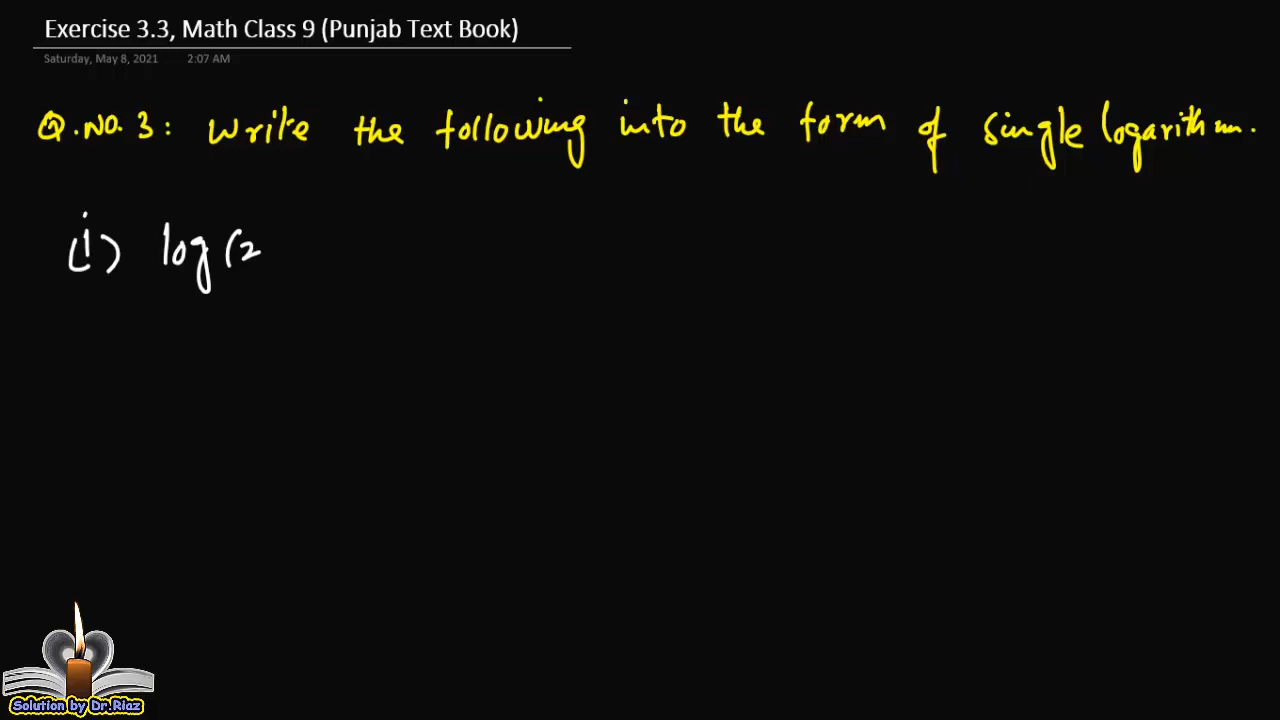 Exercise 3.3, Math Class 9 (Punjab Text Book)
Saturday, May 8, 2021 2:07 AM
Q.NO. 3: Write the following into the form of single logarithm.
(i) log (2
Solution by Dr.Riaz